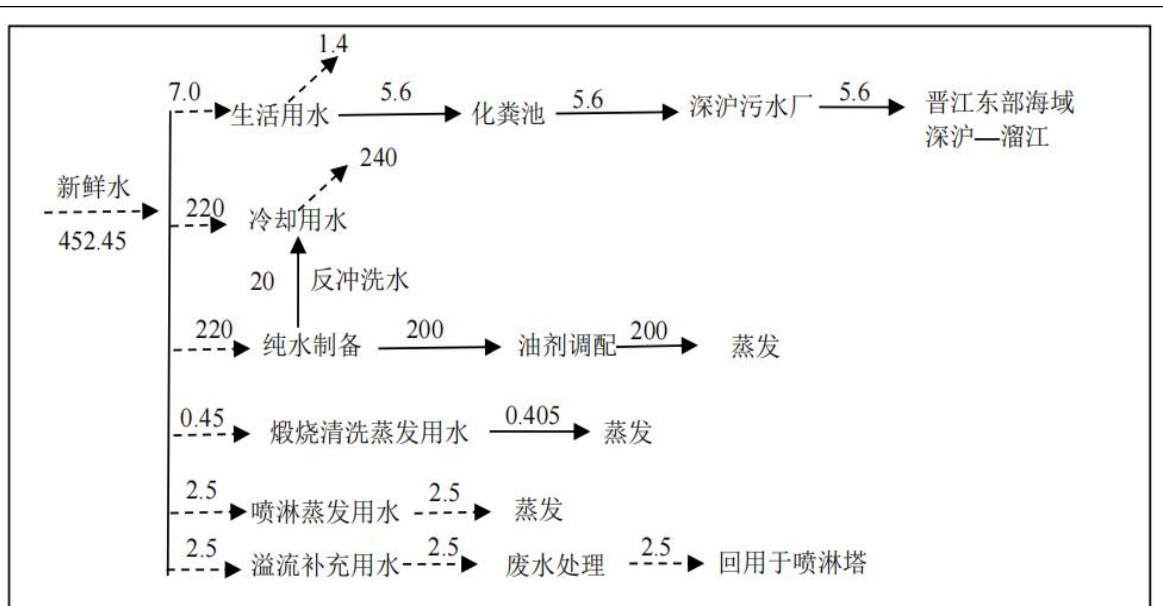 1.4
7.0 生活用水 5.6 化粪池 5.6 深沪污水厂 5.6 晋江东部海域
深沪—溜江
240
新鲜水
220 冷却用水
452.45
20 反冲洗水
220 纯水制备 200 油剂调配 200 蒸发
0.45 煅烧清洗蒸发用水 0.405 蒸发
2.5 喷淋蒸发用水 2.5 蒸发
2.5 溢流补充用水 2.5 废水处理 2.5 回用于喷淋塔